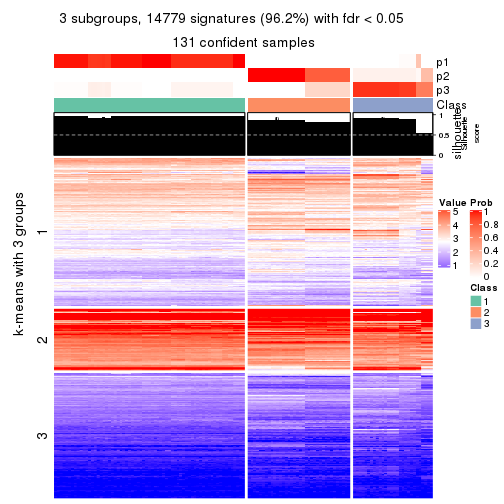 3 subgroups, 14779 signatures (96.2%) with fdr < 0.05
131 confident samples
p1
p2
p3
Class
1
0.5
0
silhouette
Silhouette
score
k-means with 3 groups
1
2
3
Value
5
4
3
2
1
Prob
1
0.8
0.6
0.4
0.2
0
Class
1
2
3